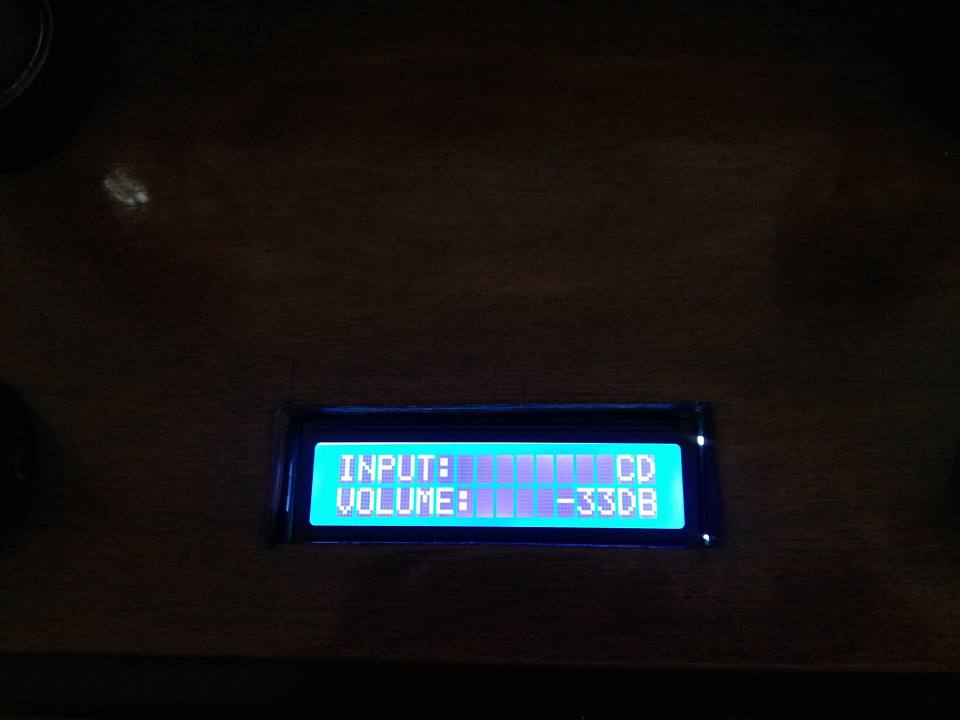 INPUT: CD
VOLUME: -33DB